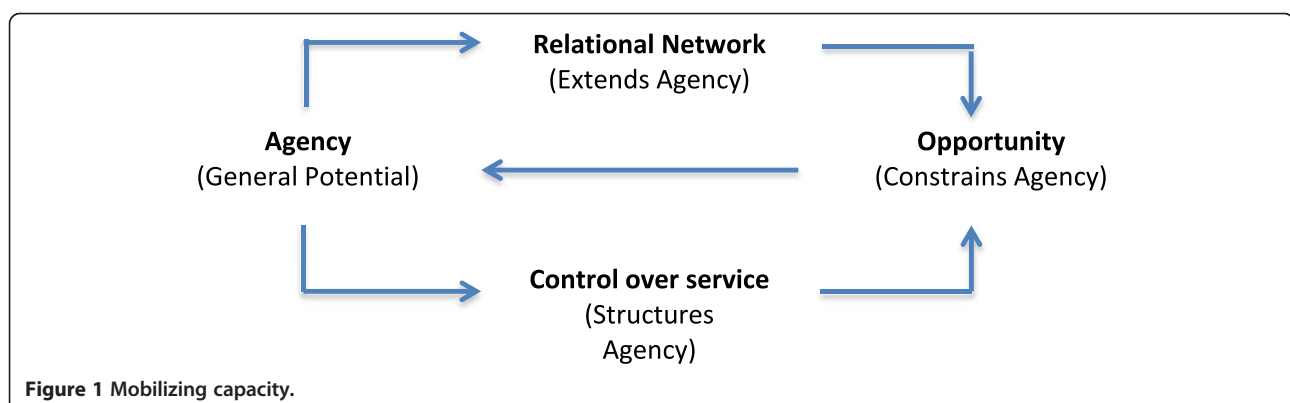 Relational Network
(Extends Agency)
Agency
(General Potential)
Opportunity
(Constrains Agency)
Control over service
(Structures
Agency)
Figure 1 Mobilizing capacity.